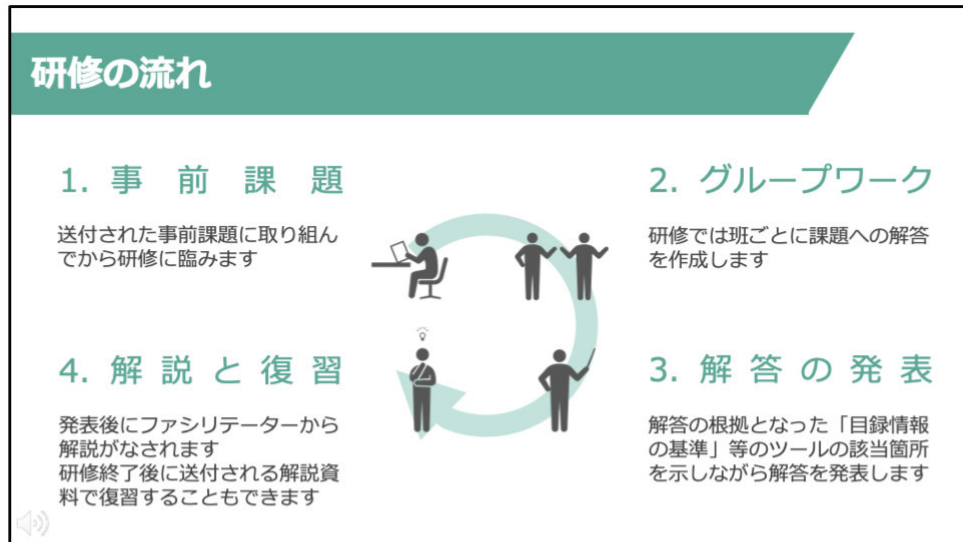 研修の流れ
1. 事前課題
送付された事前課題に取り組ん
でから研修に臨みます
2. グループワーク
研修では班ごとに課題への解答
を作成します
3. 解答の発表
解答の根拠となった「目録情報
の基準」等のツールの該当箇所
を示しながら解答を発表します
4. 解説と復習
発表後にファシリテーターから
解説がなされます
研修終了後に送付される解説資
料で復習することもできます